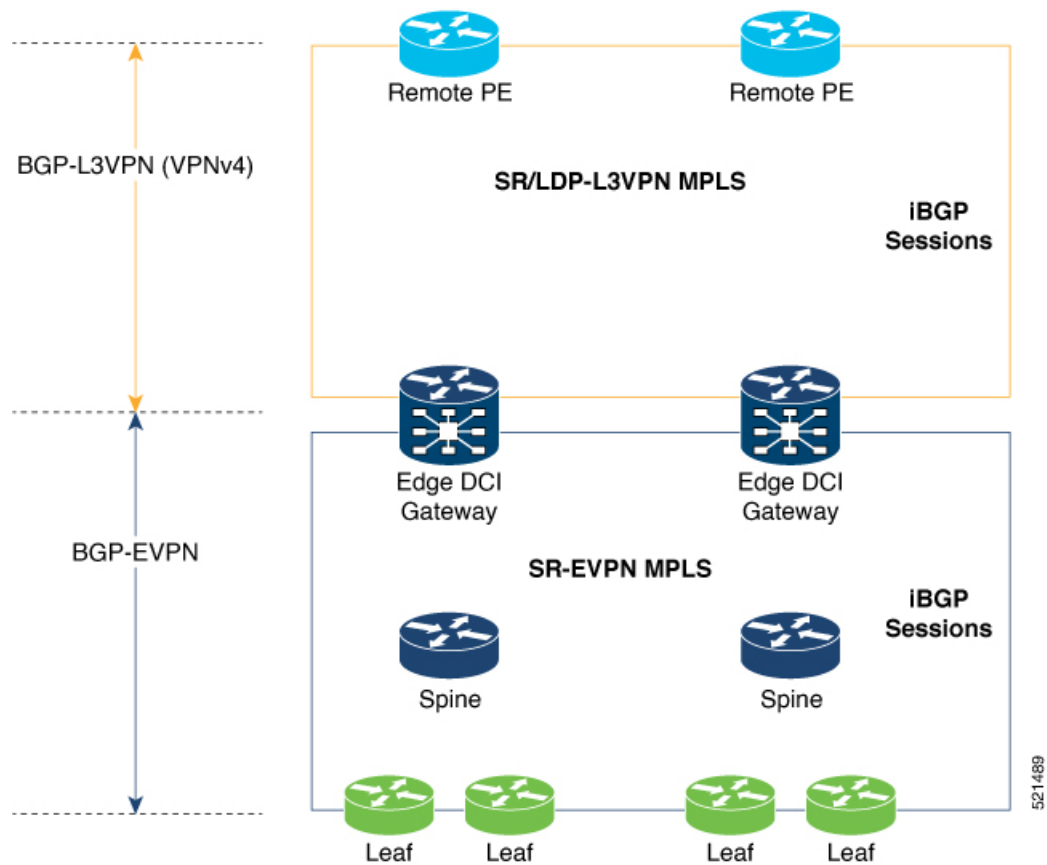 Remote PE
Remote PE
BGP-L3VPN (VPNv4)
SR/LDP-L3VPN MPLS
iBGP
Sessions
Edge DCI
Gateway
Edge DCI
Gateway
BGP-EVPN
SR-EVPN MPLS
iBGP
Sessions
Spine
Spine
Leaf
Leaf
Leaf
Leaf
521489